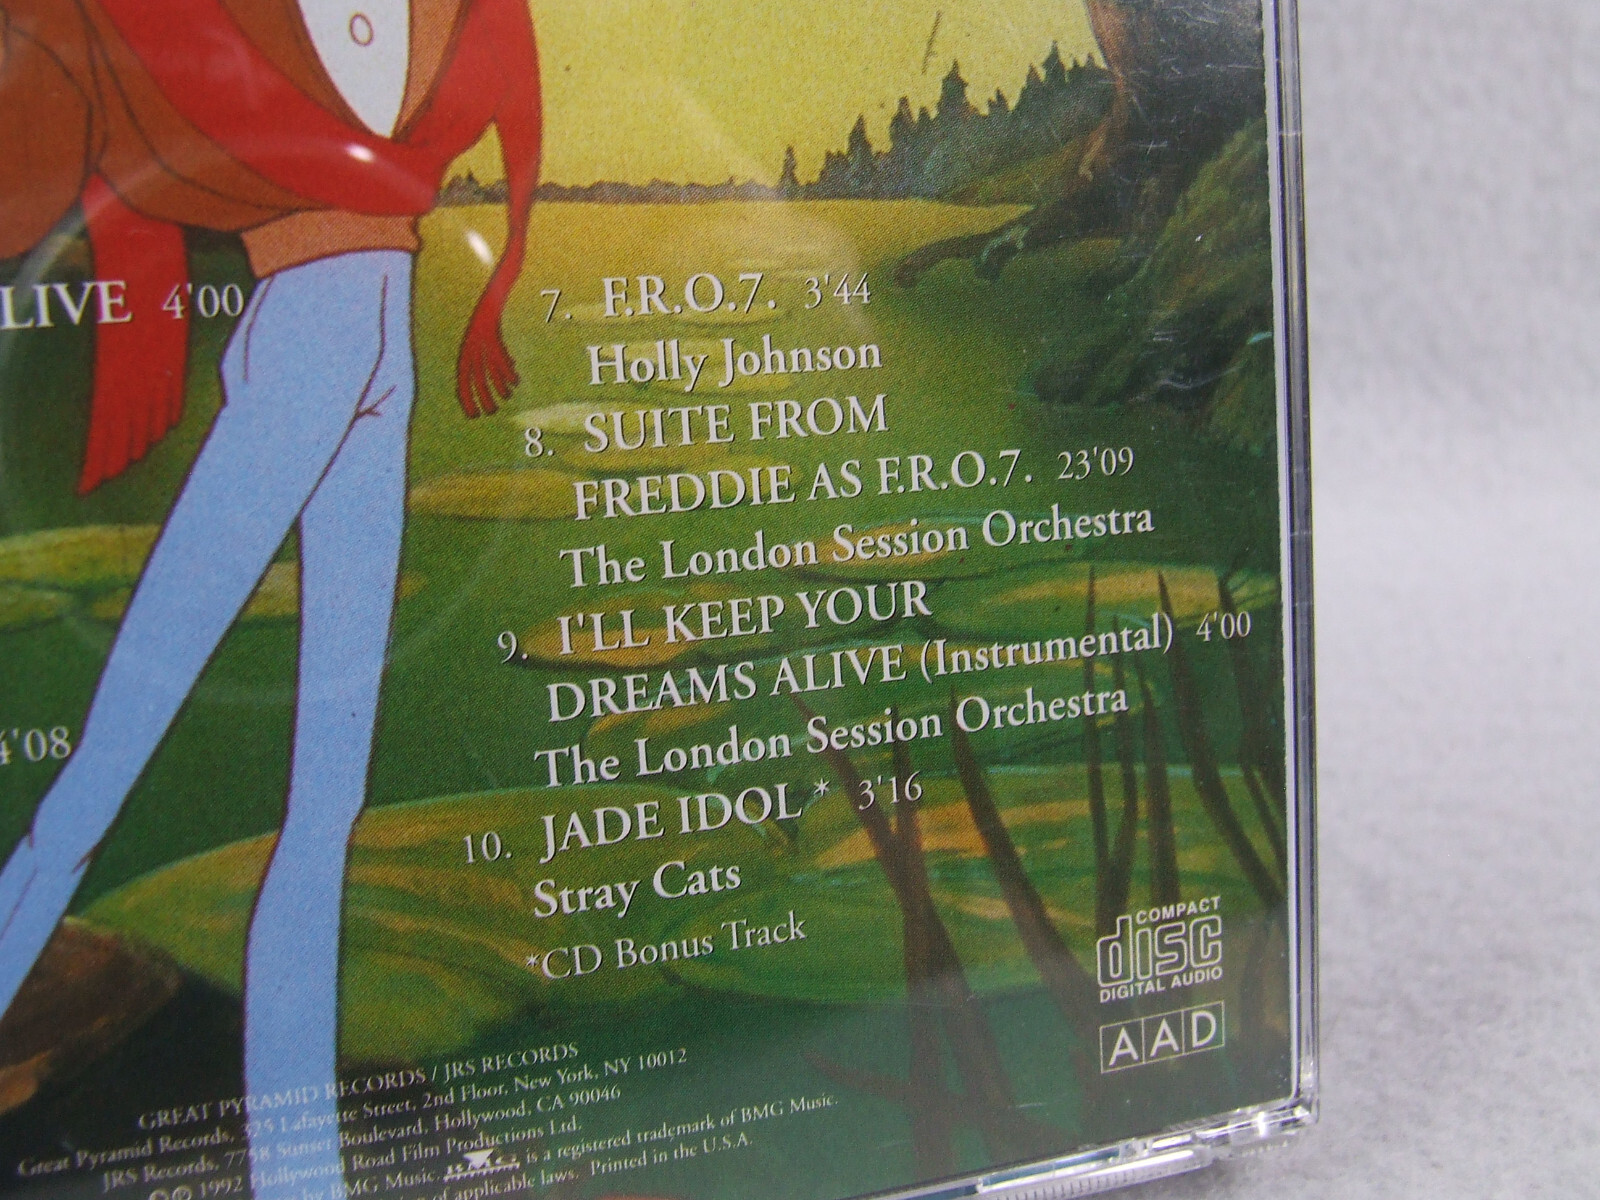 LIVE 4'00
4'08
7. F.R.O.7. 3'44
Holly Johnson
8. SUITE FROM
FREDDIE AS F.R.O.7. 23'09
The London Session Orchestra
9. I'LL KEEP YOUR
DREAMS ALIVE (Instrumental) 4'00
The London Session Orchestra
10. JADE IDOL * 3'16
Stray Cats
*CD Bonus Track
COMPACT
disc
DIGITAL AUDIO
AAD
GREAT PYRAMID RECORDS / JRS RECORDS
Great Pyramid Records, 325 Lafayette Street, 2nd Floor, New York, NY 10012
JRS Records, 7758 Sunset Boulevard, Hollywood, CA 90046
©℗ 1992 Hollywood Road Film Productions Ltd.
by BMG Music. BMG is a registered trademark of BMG Music.
of applicable laws. Printed in the U.S.A.